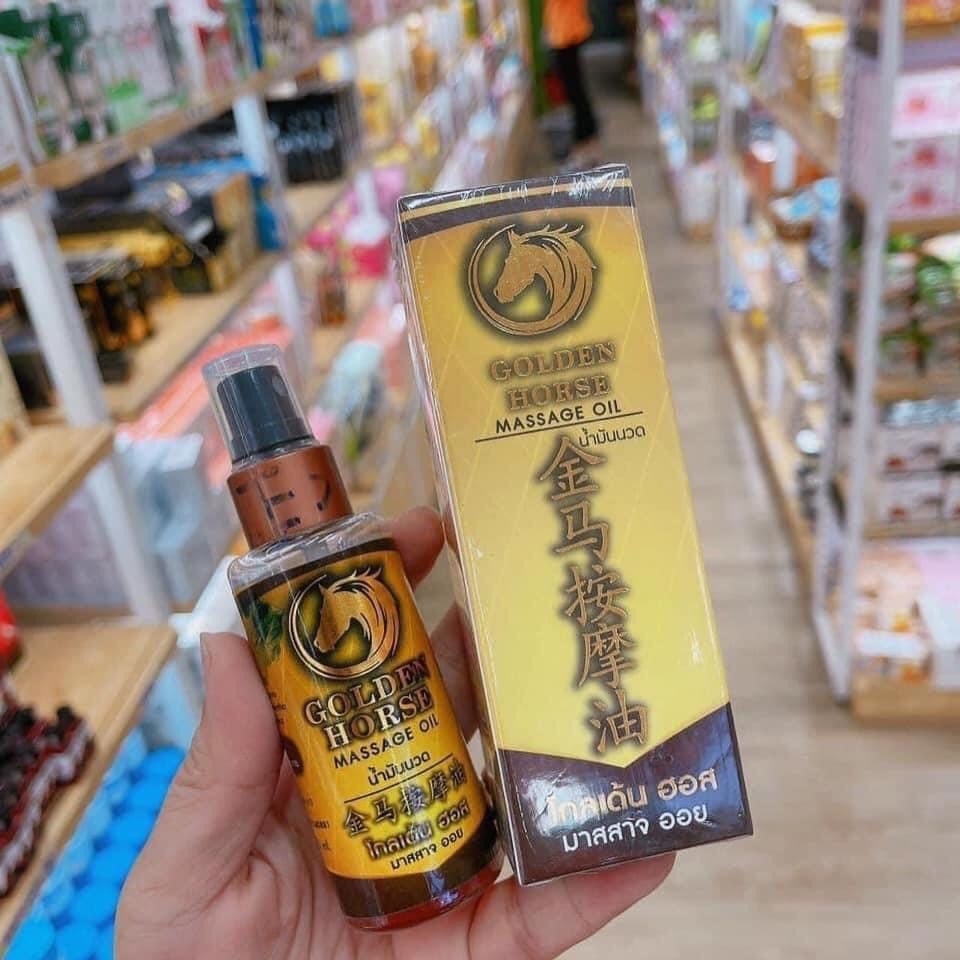 GOLDEN
HORSE
MASSAGE OIL
น้ำมันนวด
金马按摩油
โกลเด้น ฮอส
มาสสาจ ออย
GOLDEN
HORSE
MASSAGE OIL
น้ำมันนวด
金马按摩油
โกลเด้น ฮอส
มาสสาจ ออย